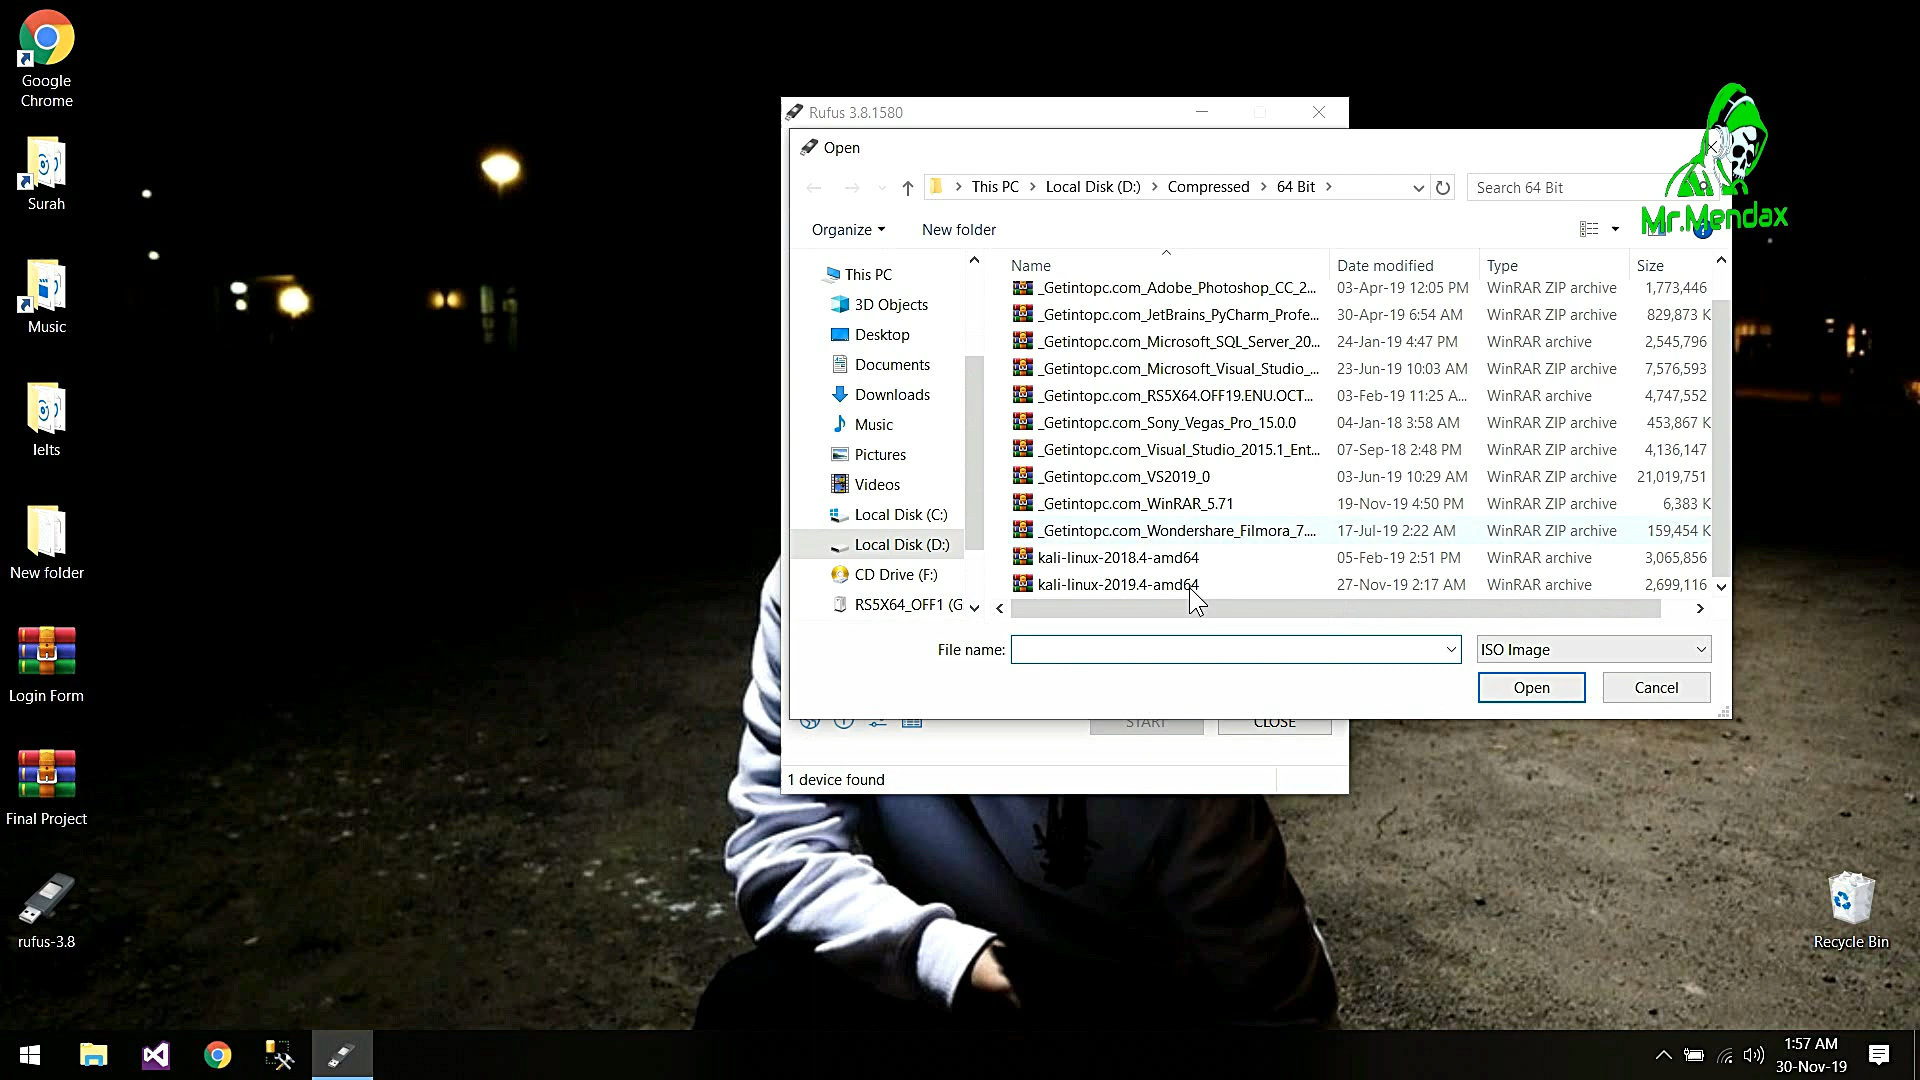 Google
Chrome
Surah
Music
Ielts
New folder
Login Form
Final Project
rufus-3.8
Rufus 3.8.1580
Open
This PC > Local Disk (D:) > Compressed > 64 Bit >
Search 64 Bit
Mr.Mendax
Organize
New folder
This PC
3D Objects
Desktop
Documents
Downloads
Music
Pictures
Videos
Local Disk (C:)
Local Disk (D:)
CD Drive (F:)
RS5X64_OFF1 (G
Name Date modified Type Size
_Getintopc.com_Adobe_Photoshop_CC_2... 03-Apr-19 12:05 PM WinRAR ZIP archive 1,773,446
_Getintopc.com_JetBrains_PyCharm_Profe... 30-Apr-19 6:54 AM WinRAR ZIP archive 829,873 K
_Getintopc.com_Microsoft_SQL_Server_20... 24-Jan-19 4:47 PM WinRAR archive 2,545,796
_Getintopc.com_Microsoft_Visual_Studio_... 23-Jun-19 10:03 AM WinRAR ZIP archive 7,576,593
_Getintopc.com_RS5X64.OFF19.ENU.OCT... 03-Feb-19 11:25 A... WinRAR archive 4,747,552
_Getintopc.com_Sony_Vegas_Pro_15.0.0 04-Jan-18 3:58 AM WinRAR ZIP archive 453,867 K
_Getintopc.com_Visual_Studio_2015.1_Ent... 07-Sep-18 2:48 PM WinRAR ZIP archive 4,136,147
_Getintopc.com_VS2019_0 03-Jun-19 10:29 AM WinRAR ZIP archive 21,019,751
_Getintopc.com_WinRAR_5.71 19-Nov-19 4:50 PM WinRAR ZIP archive 6,383 K
_Getintopc.com_Wondershare_Filmora_7.... 17-Jul-19 2:22 AM WinRAR ZIP archive 159,454 K
kali-linux-2018.4-amd64 05-Feb-19 2:51 PM WinRAR archive 3,065,856
kali-linux-2019.4-amd64 27-Nov-19 2:17 AM WinRAR archive 2,699,116
File name:
ISO Image
Open
Cancel
START
CLOSE
1 device found
Recycle Bin
1:57 AM
30-Nov-19